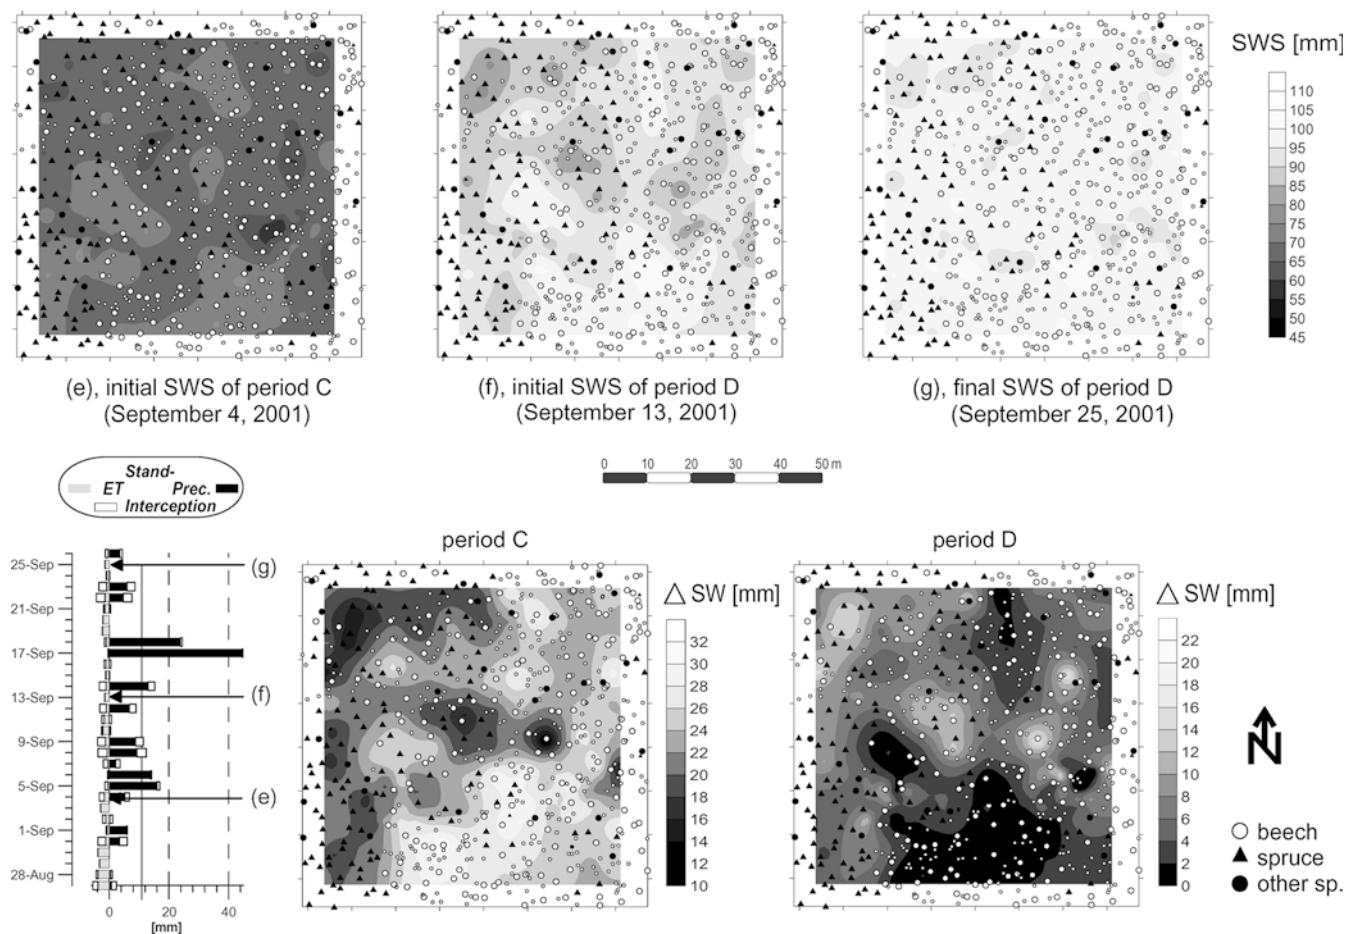 SWS [mm]
110
105
100
95
90
85
80
75
70
65
60
55
50
45
(e), initial SWS of period C
(September 4, 2001)
(f), initial SWS of period D
(September 13, 2001)
(g), final SWS of period D
(September 25, 2001)
Stand-
ET Prec.
Interception
0 10 20 30 40 50 m
25-Sep
21-Sep
17-Sep
13-Sep
9-Sep
5-Sep
1-Sep
28-Aug
0 20 40
[mm]
(g)
(f)
(e)
period C
△ SW [mm]
32
30
28
26
24
22
20
18
16
14
12
10
period D
△ SW [mm]
22
20
18
16
14
12
10
8
6
4
2
0
N
beech
spruce
other sp.